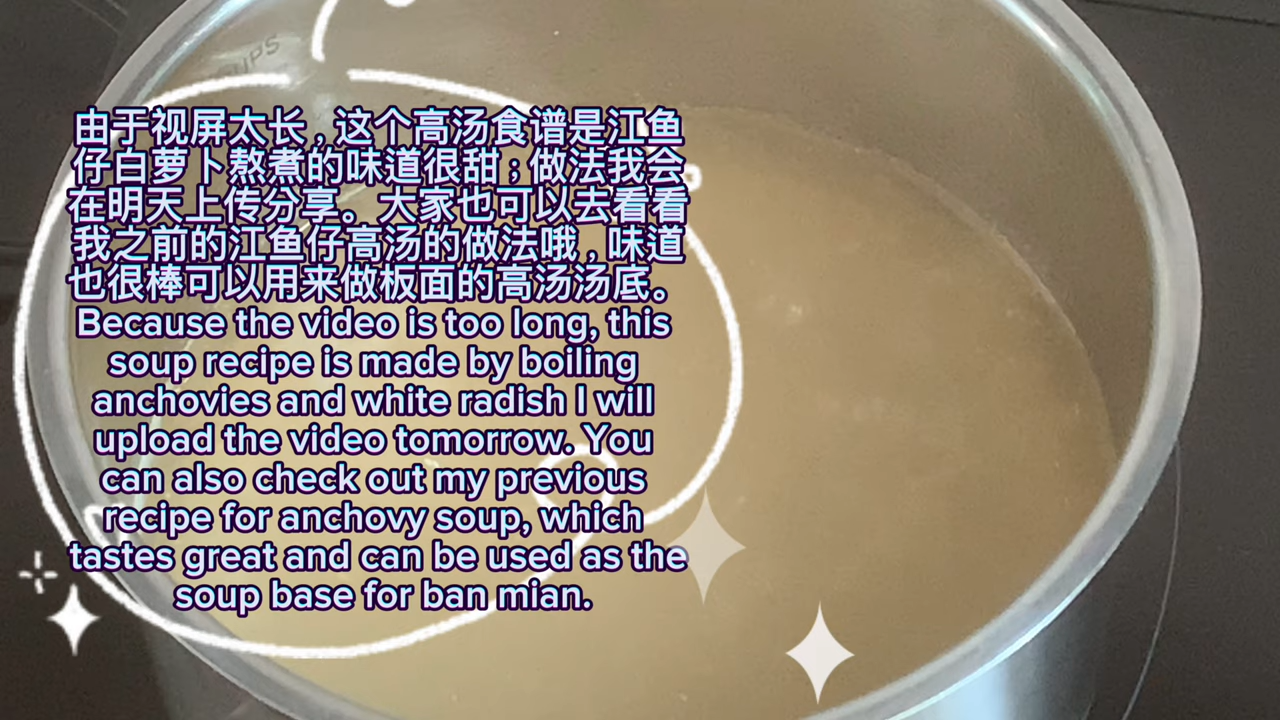 CUPS
由于视屏太长，这个高汤食谱是江鱼
仔白萝卜熬煮的味道很甜；做法我会
在明天上传分享。大家也可以去看看
我之前的江鱼仔高汤的做法哦，味道
也很棒可以用来做板面的高汤汤底。
Because the video is too long, this
soup recipe is made by boiling
anchovies and white radish I will
upload the video tomorrow. You
can also check out my previous
recipe for anchovy soup, which
tastes great and can be used as the
soup base for ban mian.